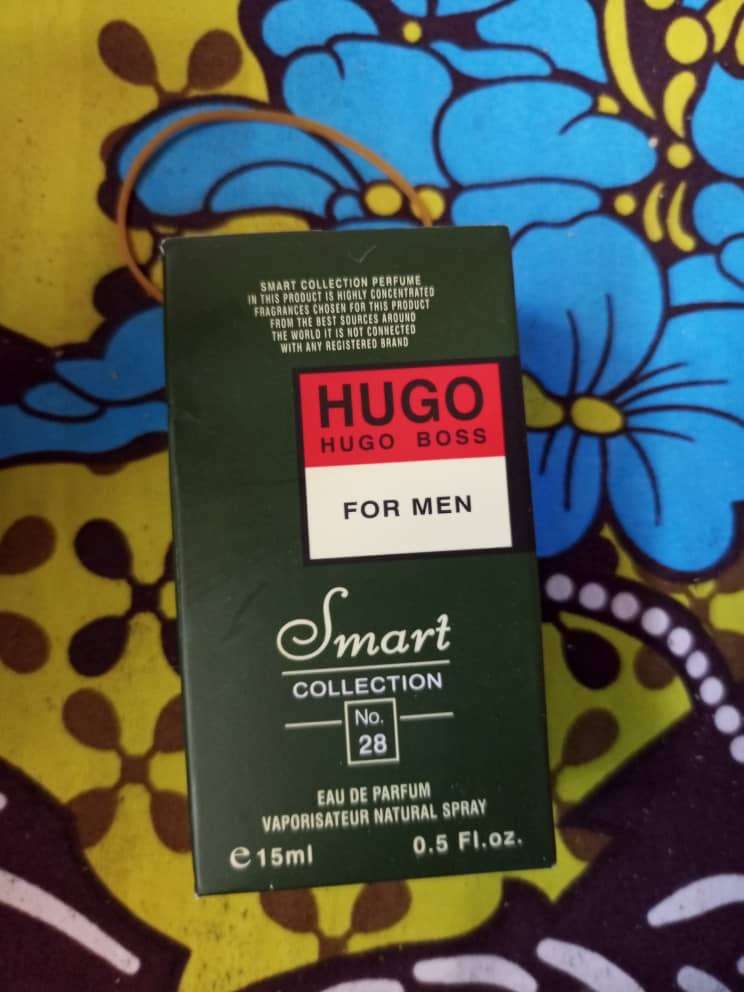 SMART COLLECTION PERFUME
IN THIS PRODUCT IS HIGHLY CONCENTRATED
FRAGRANCES CHOSEN FOR THIS PRODUCT
FROM THE BEST SOURCES AROUND
THE WORLD IT IS NOT CONNECTED
WITH ANY REGISTERED BRAND
HUGO
HUGO BOSS
FOR MEN
Smart
COLLECTION
No.
28
EAU DE PARFUM
VAPORISATEUR NATURAL SPRAY
℮15ml 0.5 Fl.oz.